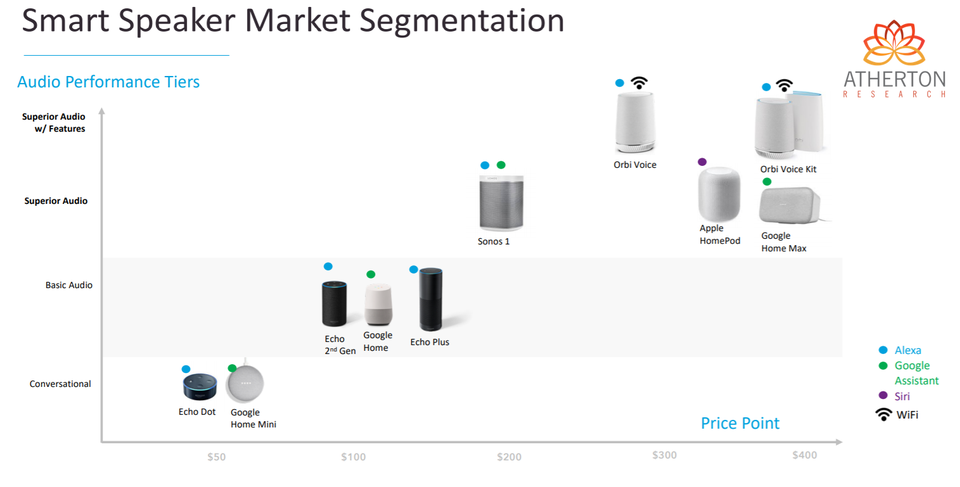 Smart Speaker Market Segmentation
ATHERTON
RESEARCH
Audio Performance Tiers
Superior Audio
w/ Features
Orbi Voice
Orbi Voice Kit
Superior Audio
Sonos 1
Apple
HomePod
Google
Home Max
Basic Audio
Echo
2nd Gen
Google
Home
Echo Plus
Conversational
Echo Dot
Google
Home Mini
Alexa
Google
Assistant
Siri
WiFi
Price Point
$50
$100
$200
$300
$400